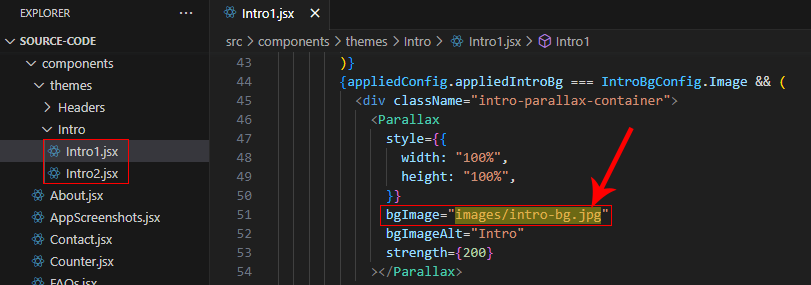 EXPLORER
...
SOURCE-CODE
components
themes
Headers
Intro
Intro1.jsx
Intro2.jsx
About.jsx
AppScreenshots.jsx
Contact.jsx
Counter.jsx
FAQs.jsx
Intro1.jsx
src > components > themes > Intro > Intro1.jsx > Intro1
43 )}
44 {appliedConfig.appliedIntroBg === IntroBgConfig.Image && (
45 <div className="intro-parallax-container">
46 <Parallax
47 style={{
48 width: "100%",
49 height: "100%",
50 }}
51 bgImage="images/intro-bg.jpg"
52 bgImageAlt="Intro"
53 strength={200}
54 ></Parallax>